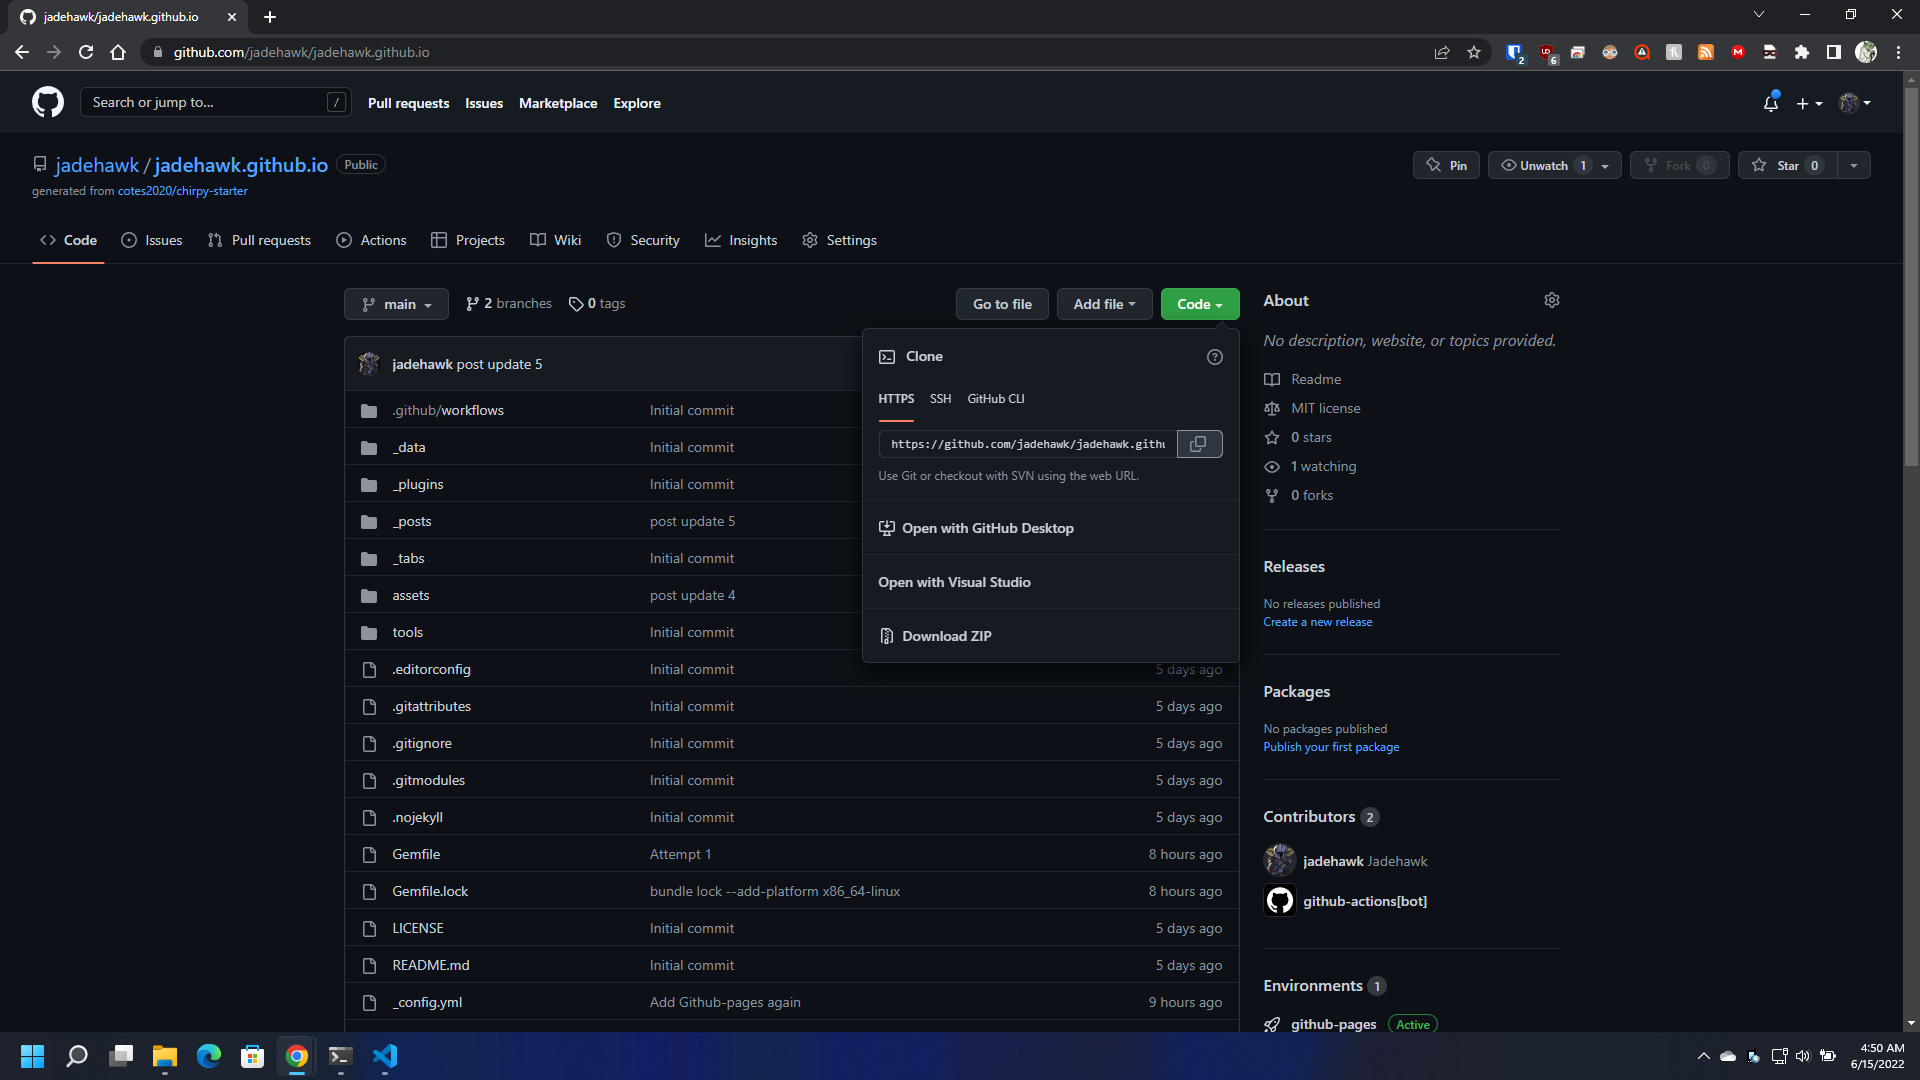 jadehawk/jadehawk.github.io
github.com/jadehawk/jadehawk.github.io
2
6
Search or jump to...
/
Pull requests
Issues
Marketplace
Explore
jadehawk / jadehawk.github.io
Public
generated from cotes2020/chirpy-starter
Pin
Unwatch 1
Fork 0
Star 0
Code
Issues
Pull requests
Actions
Projects
Wiki
Security
Insights
Settings
main
2 branches
0 tags
Go to file
Add file
Code
jadehawk post update 5
Clone
HTTPS
SSH
GitHub CLI
https://github.com/jadehawk/jadehawk.githu
Use Git or checkout with SVN using the web URL.
Open with GitHub Desktop
Open with Visual Studio
Download ZIP
.github/workflows Initial commit
_data Initial commit
_plugins Initial commit
_posts post update 5
_tabs Initial commit
assets post update 4
tools Initial commit
.editorconfig Initial commit 5 days ago
.gitattributes Initial commit 5 days ago
.gitignore Initial commit 5 days ago
.gitmodules Initial commit 5 days ago
.nojekyll Initial commit 5 days ago
Gemfile Attempt 1 8 hours ago
Gemfile.lock bundle lock --add-platform x86_64-linux 8 hours ago
LICENSE Initial commit 5 days ago
README.md Initial commit 5 days ago
_config.yml Add Github-pages again 9 hours ago
About
No description, website, or topics provided.
Readme
MIT license
0 stars
1 watching
0 forks
Releases
No releases published
Create a new release
Packages
No packages published
Publish your first package
Contributors 2
jadehawk Jadehawk
github-actions[bot]
Environments 1
github-pages Active
4:50 AM
6/15/2022